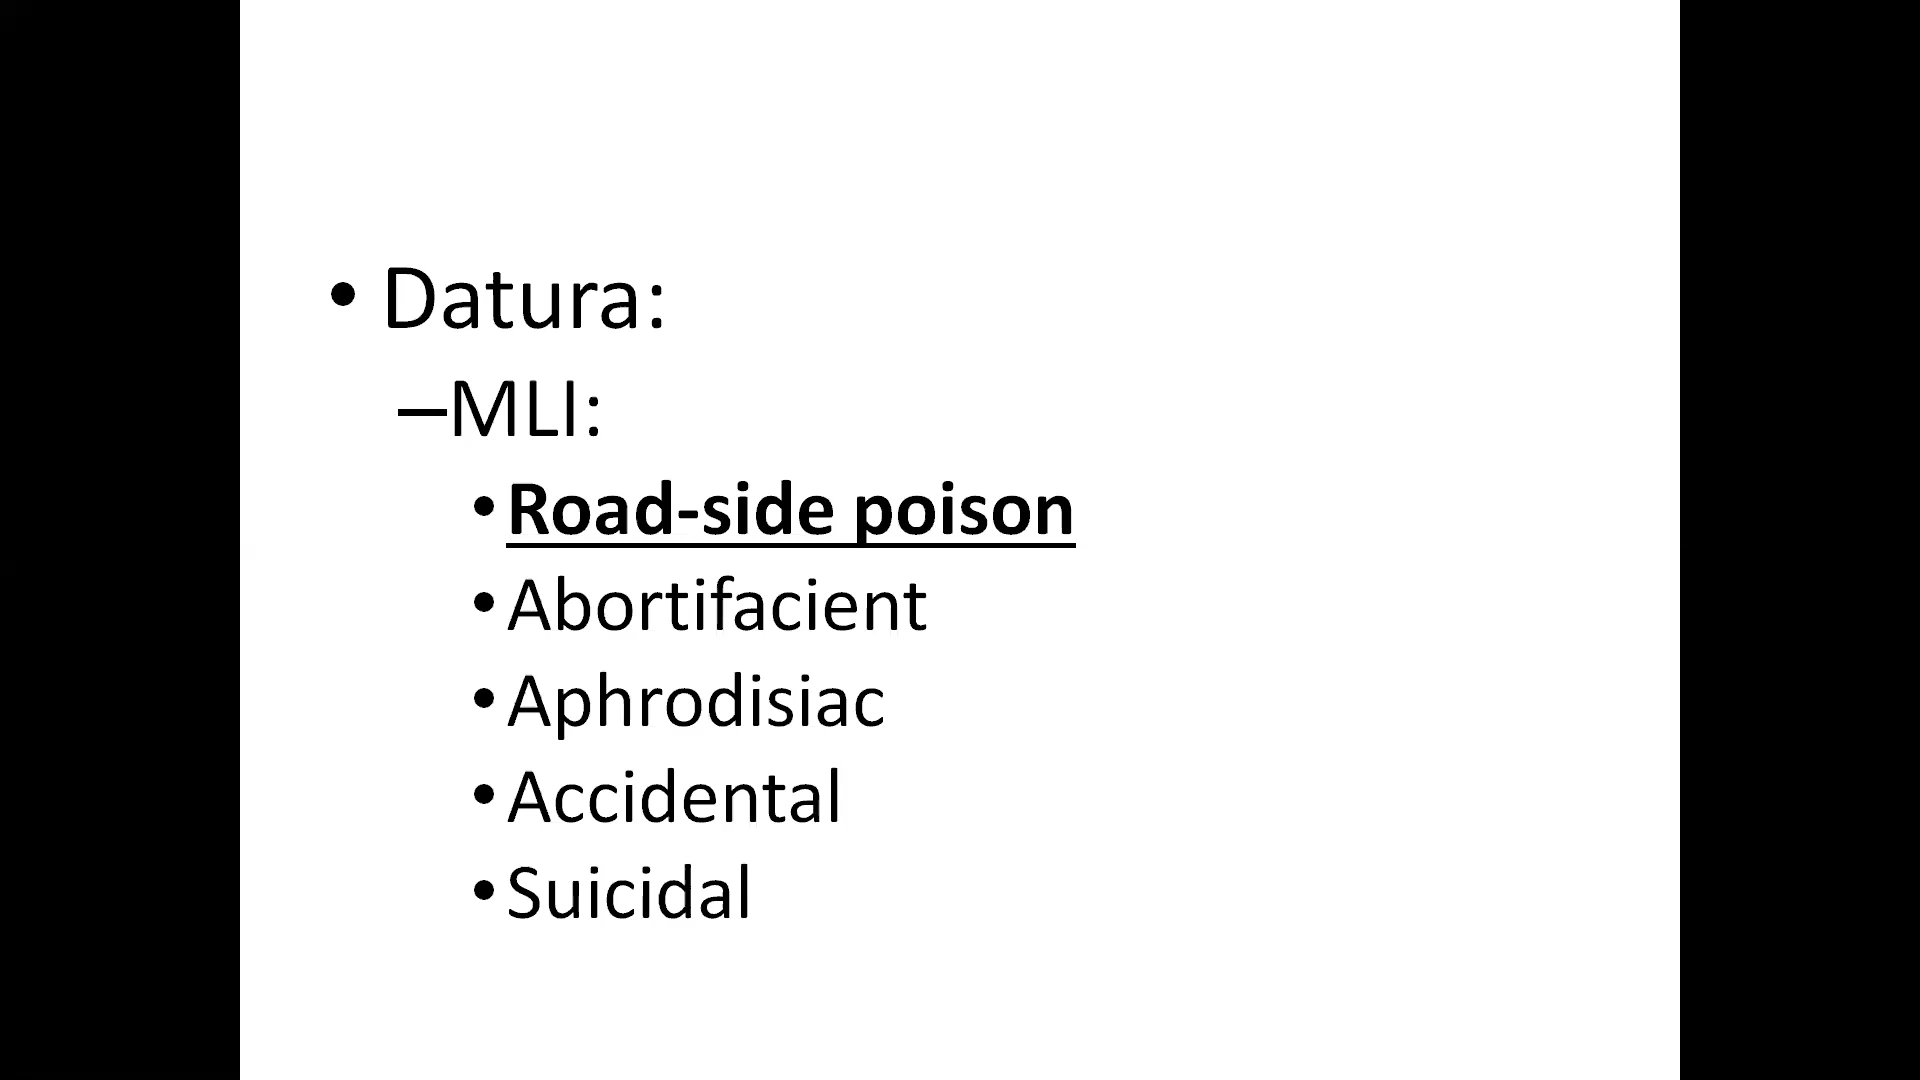 • Datura:
–MLI:
•Road-side poison
•Abortifacient
•Aphrodisiac
•Accidental
•Suicidal